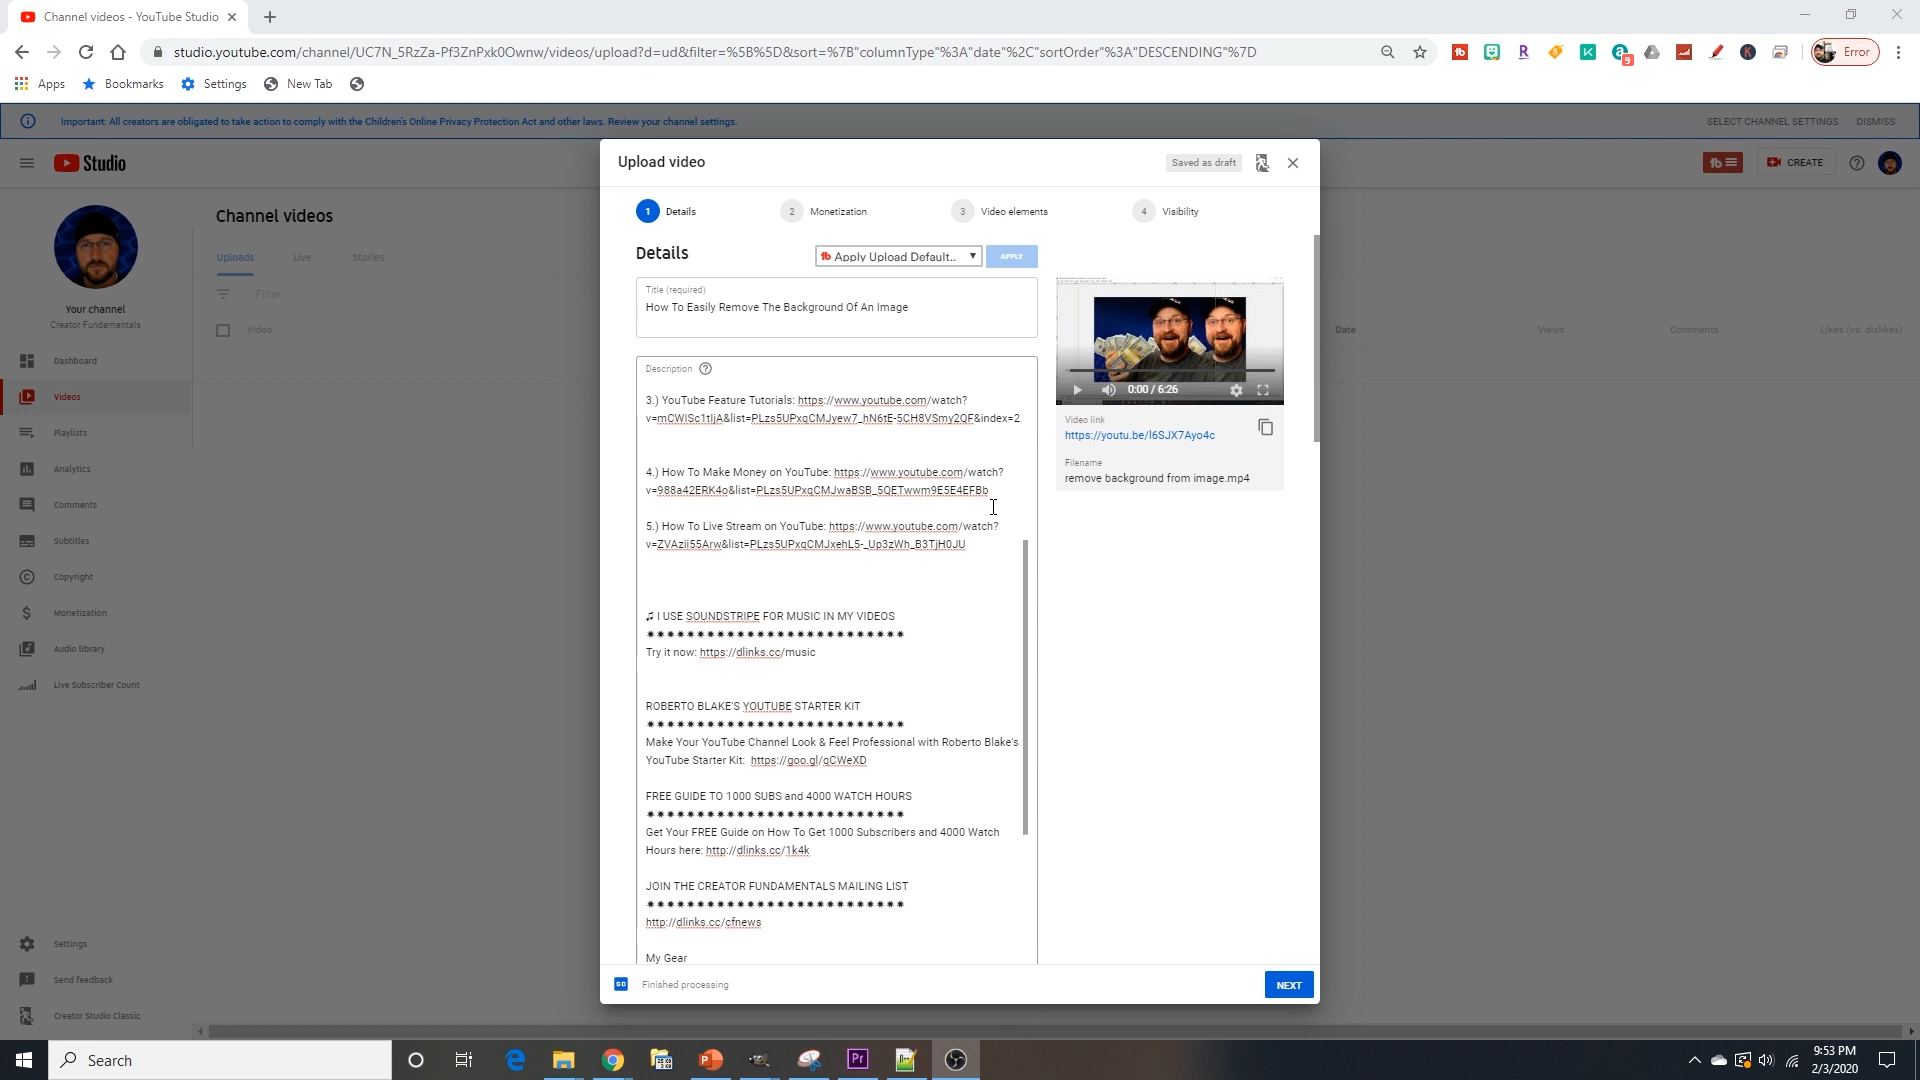 Channel videos - YouTube Studio
studio.youtube.com/channel/UC7N_5RzZa-Pf3ZnPxk0Ownw/videos/upload?d=ud&filter=%5B%5D&sort=%7B"columnType"%3A"date"%2C"sortOrder"%3A"DESCENDING"%7D
9
Error
Apps
Bookmarks
Settings
New Tab
Important: All creators are obligated to take action to comply with the Children's Online Privacy Protection Act and other laws. Review your channel settings.
SELECT CHANNEL SETTINGS
DISMISS
Studio
CREATE
Upload video
Saved as draft
1 Details
2 Monetization
3 Video elements
4 Visibility
Channel videos
Uploads
Live
Stories
Filter
Video
Date
Views
Comments
Likes (vs. dislikes)
Your channel
Creator Fundamentals
Dashboard
Videos
Playlists
Analytics
Comments
Subtitles
Copyright
Monetization
Audio library
Live Subscriber Count
Settings
Send feedback
Creator Studio Classic
Details
Apply Upload Default..
APPLY
Title (required)
How To Easily Remove The Background Of An Image
Description
3.) YouTube Feature Tutorials: https://www.youtube.com/watch?
v=mCWISc1tIjA&list=PLzs5UPxqCMJyew7_hN6tE-5CH8VSmy2QF&index=2
4.) How To Make Money on YouTube: https://www.youtube.com/watch?
v=988a42ERK4o&list=PLzs5UPxqCMJwaBSB_5QETwwm9E5E4EFBb
5.) How To Live Stream on YouTube: https://www.youtube.com/watch?
v=ZVAzii55Arw&list=PLzs5UPxqCMJxehL5-_Up3zWh_B3TjH0JU
♫ I USE SOUNDSTRIPE FOR MUSIC IN MY VIDEOS
✷✷✷✷✷✷✷✷✷✷✷✷✷✷✷✷✷✷✷✷✷✷✷✷
Try it now: https://dlinks.cc/music
ROBERTO BLAKE'S YOUTUBE STARTER KIT
✷✷✷✷✷✷✷✷✷✷✷✷✷✷✷✷✷✷✷✷✷✷✷✷
Make Your YouTube Channel Look & Feel Professional with Roberto Blake's
YouTube Starter Kit:  https://goo.gl/qCWeXD
FREE GUIDE TO 1000 SUBS and 4000 WATCH HOURS
✷✷✷✷✷✷✷✷✷✷✷✷✷✷✷✷✷✷✷✷✷✷✷✷
Get Your FREE Guide on How To Get 1000 Subscribers and 4000 Watch
Hours here: http://dlinks.cc/1k4k
JOIN THE CREATOR FUNDAMENTALS MAILING LIST
✷✷✷✷✷✷✷✷✷✷✷✷✷✷✷✷✷✷✷✷✷✷✷✷
http://dlinks.cc/cfnews
My Gear
0:00 / 6:26
Video link
https://youtu.be/l6SJX7Ayo4c
Filename
remove background from image.mp4
SD
Finished processing
NEXT
Search
9:53 PM
2/3/2020